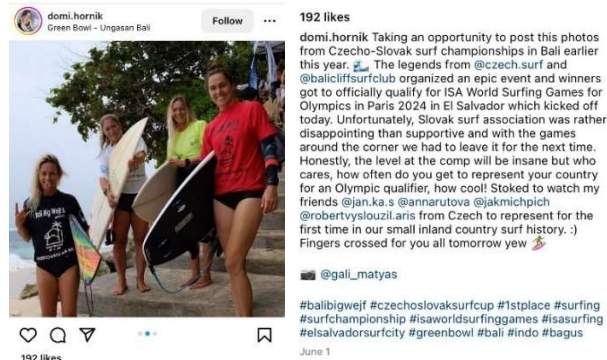 domi.hornik
Green Bowl - Ungasan Bali
Follow
192 likes
192 likes
domi.hornik Taking an opportunity to post this photos
from Czecho-Slovak surf championships in Bali earlier
this year. 🌊 The legends from @czech.surf and
@balicliffsurfclub organized an epic event and winners
got to officially qualify for ISA World Surfing Games for
Olympics in Paris 2024 in El Salvador which kicked off
today. Unfortunately, Slovak surf association was rather
disappointing than supportive and with the games
around the corner we had to leave it for the next time.
Honestly, the level at the comp will be insane but who
cares, how often do you get to represent your country
for an Olympic qualifier, how cool! Stoked to watch my
friends @jan.ka.s @annarutova @jakmichpich
@robertvyslouzil.aris from Czech to represent for the
first time in our small inland country surf history. :)
Fingers crossed for you all tomorrow yew 🏄
📷 @gali_matyas
#balibigwejf #czechoslovaksurfcup #1stplace #surfing
#surfchampionship #isaworldsurfinggames #isasurfing
#elsalvadorsurfcity #greenbowl #bali #indo #bagus
June 1